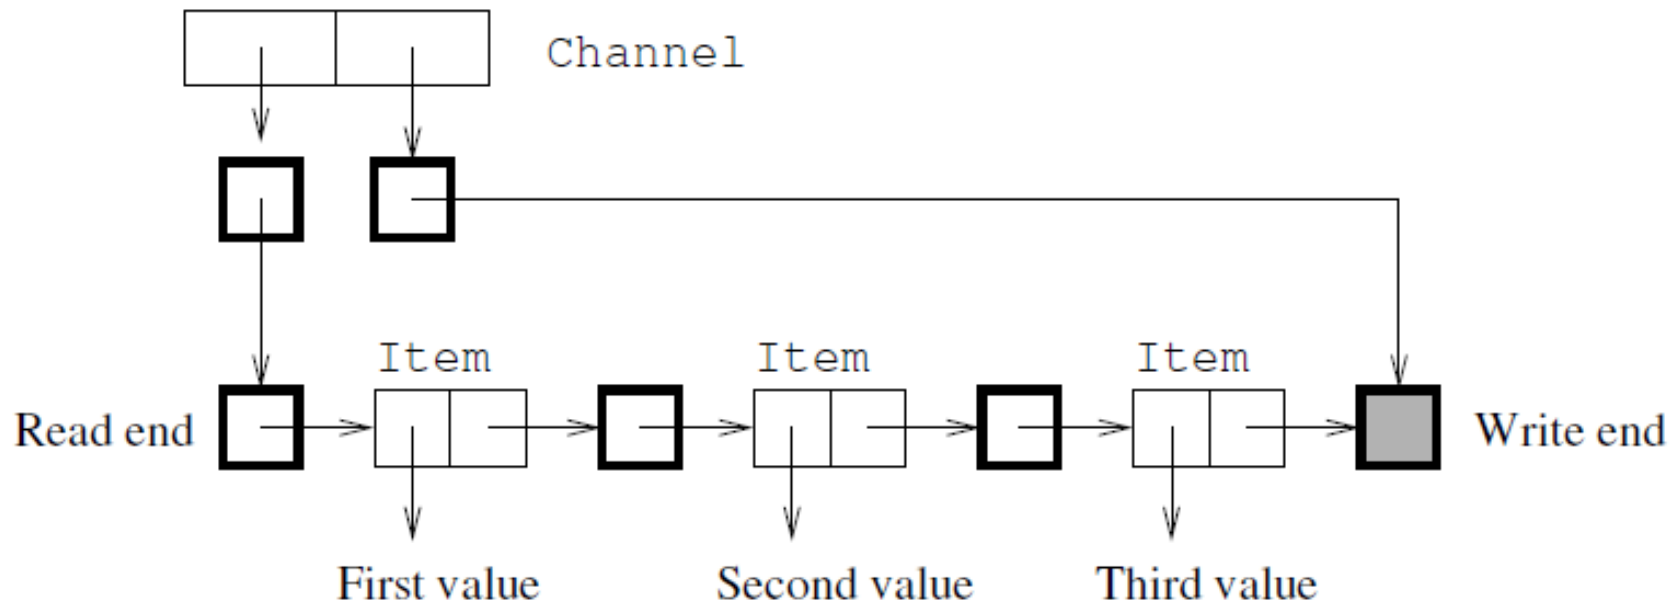 Channel
Item Item Item
Read end
Write end
First value Second value Third value